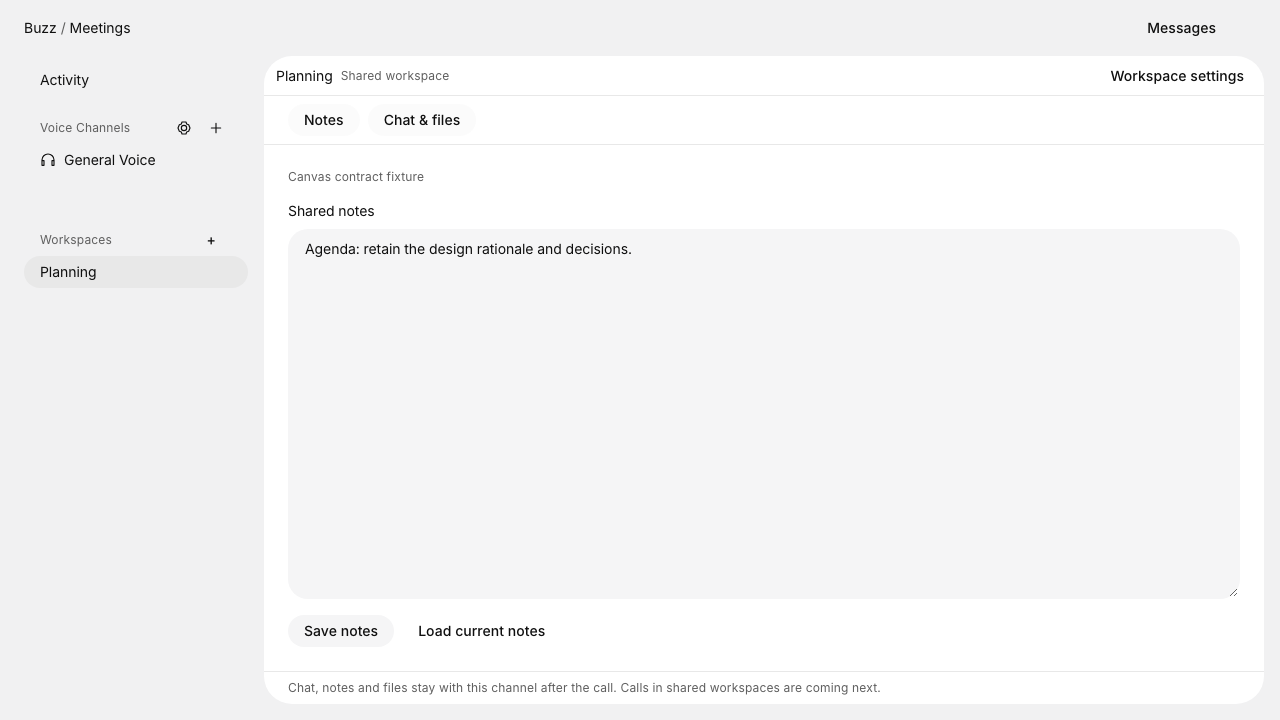 Buzz / Meetings
Messages
Activity
Voice Channels
General Voice
Workspaces
Planning
Planning Shared workspace
Workspace settings
Notes
Chat & files
Canvas contract fixture
Shared notes
Agenda: retain the design rationale and decisions.
Save notes
Load current notes
Chat, notes and files stay with this channel after the call. Calls in shared workspaces are coming next.